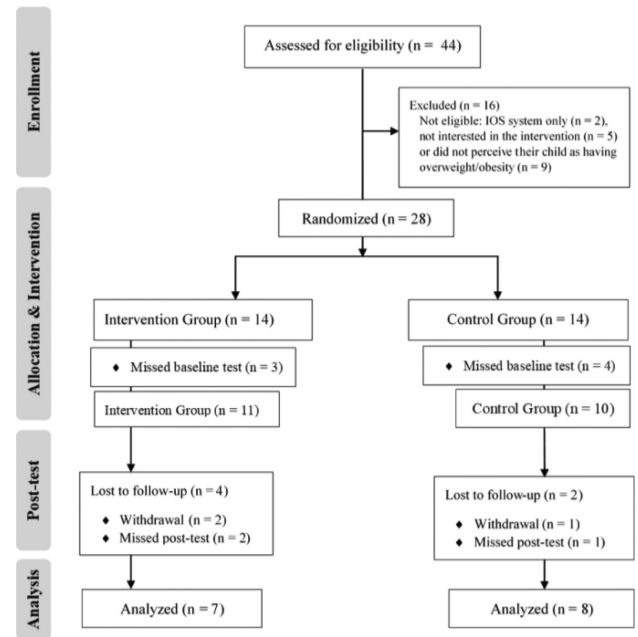 Enrollment
Assessed for eligibility (n = 44)
Excluded (n = 16)
Not eligible: IOS system only (n = 2),
not interested in the intervention (n = 5)
or did not perceive their child as having
overweight/obesity (n = 9)
Allocation & Intervention
Randomized (n = 28)
Intervention Group (n = 14)
Control Group (n = 14)
♦ Missed baseline test (n = 3)
♦ Missed baseline test (n = 4)
Intervention Group (n = 11)
Control Group (n = 10)
Post-test
Lost to follow-up (n = 4)
♦ Withdrawal (n = 2)
♦ Missed post-test (n = 2)
Lost to follow-up (n = 2)
♦ Withdrawal (n = 1)
♦ Missed post-test (n = 1)
Analysis
Analyzed (n = 7)
Analyzed (n = 8)